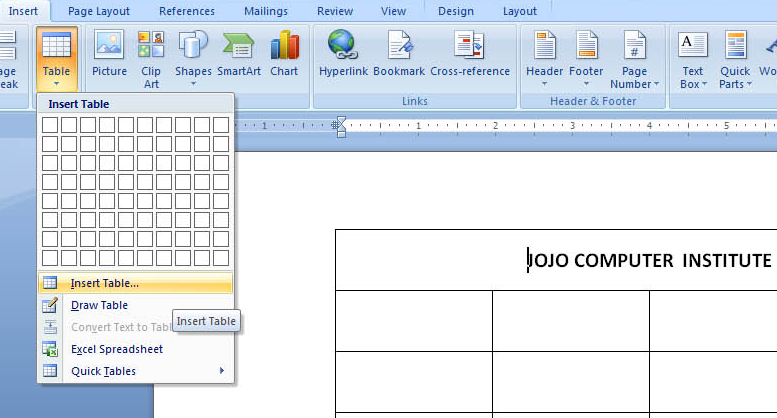 Insert Page Layout References Mailings Review View Design Layout
age
eak
Table
Picture
Clip
Art
Shapes
SmartArt
Chart
Hyperlink
Bookmark
Cross-reference
Header
Footer
Page
Number
Text
Box
Quick
Parts
Wo
Links
Header & Footer
Insert Table
Insert Table...
Draw Table
Convert Text to Tabl
Excel Spreadsheet
Quick Tables
Insert Table
1 1 2 3 4 5
JOJO COMPUTER INSTITUTE
A